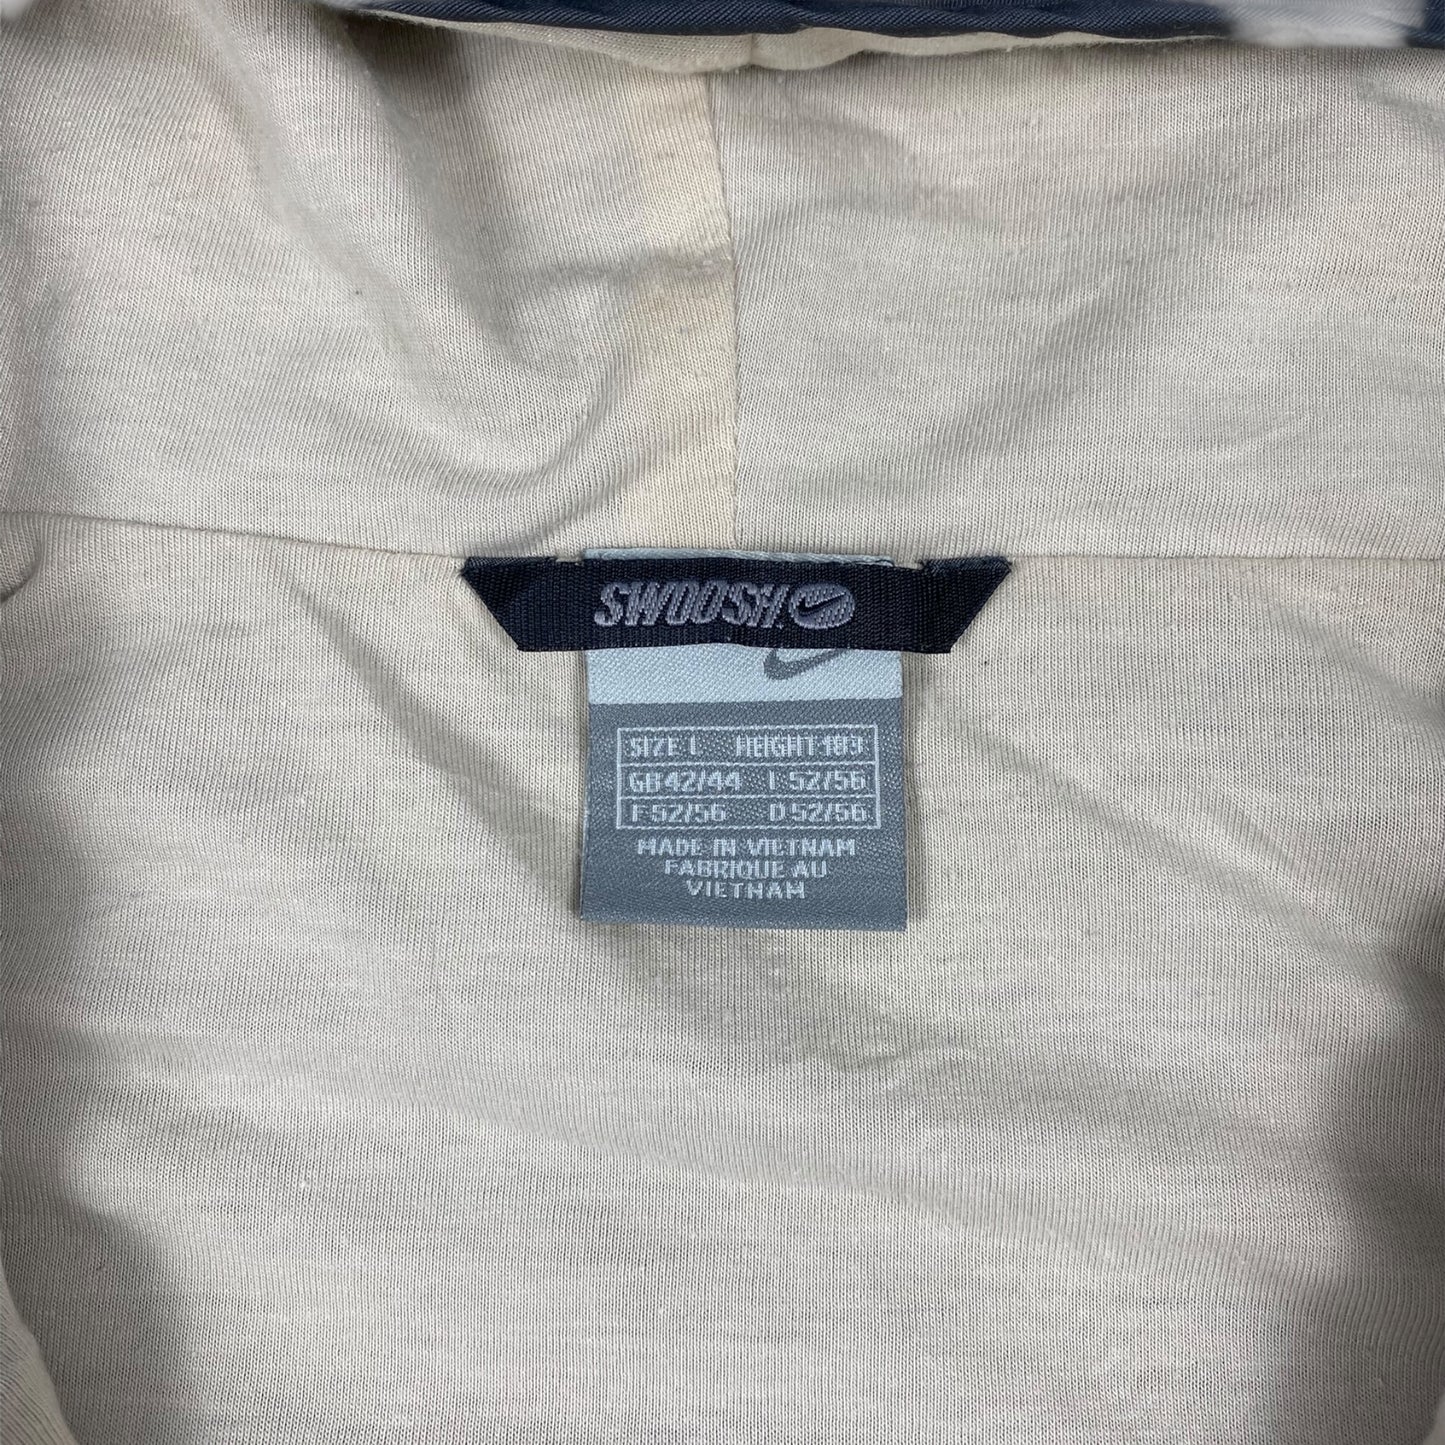 SWOOSH
SIZE L HEIGHT 183
GB 42/44 I 52/56
F 52/56 D 52/56
MADE IN VIETNAM
FABRIQUE AU
VIETNAM